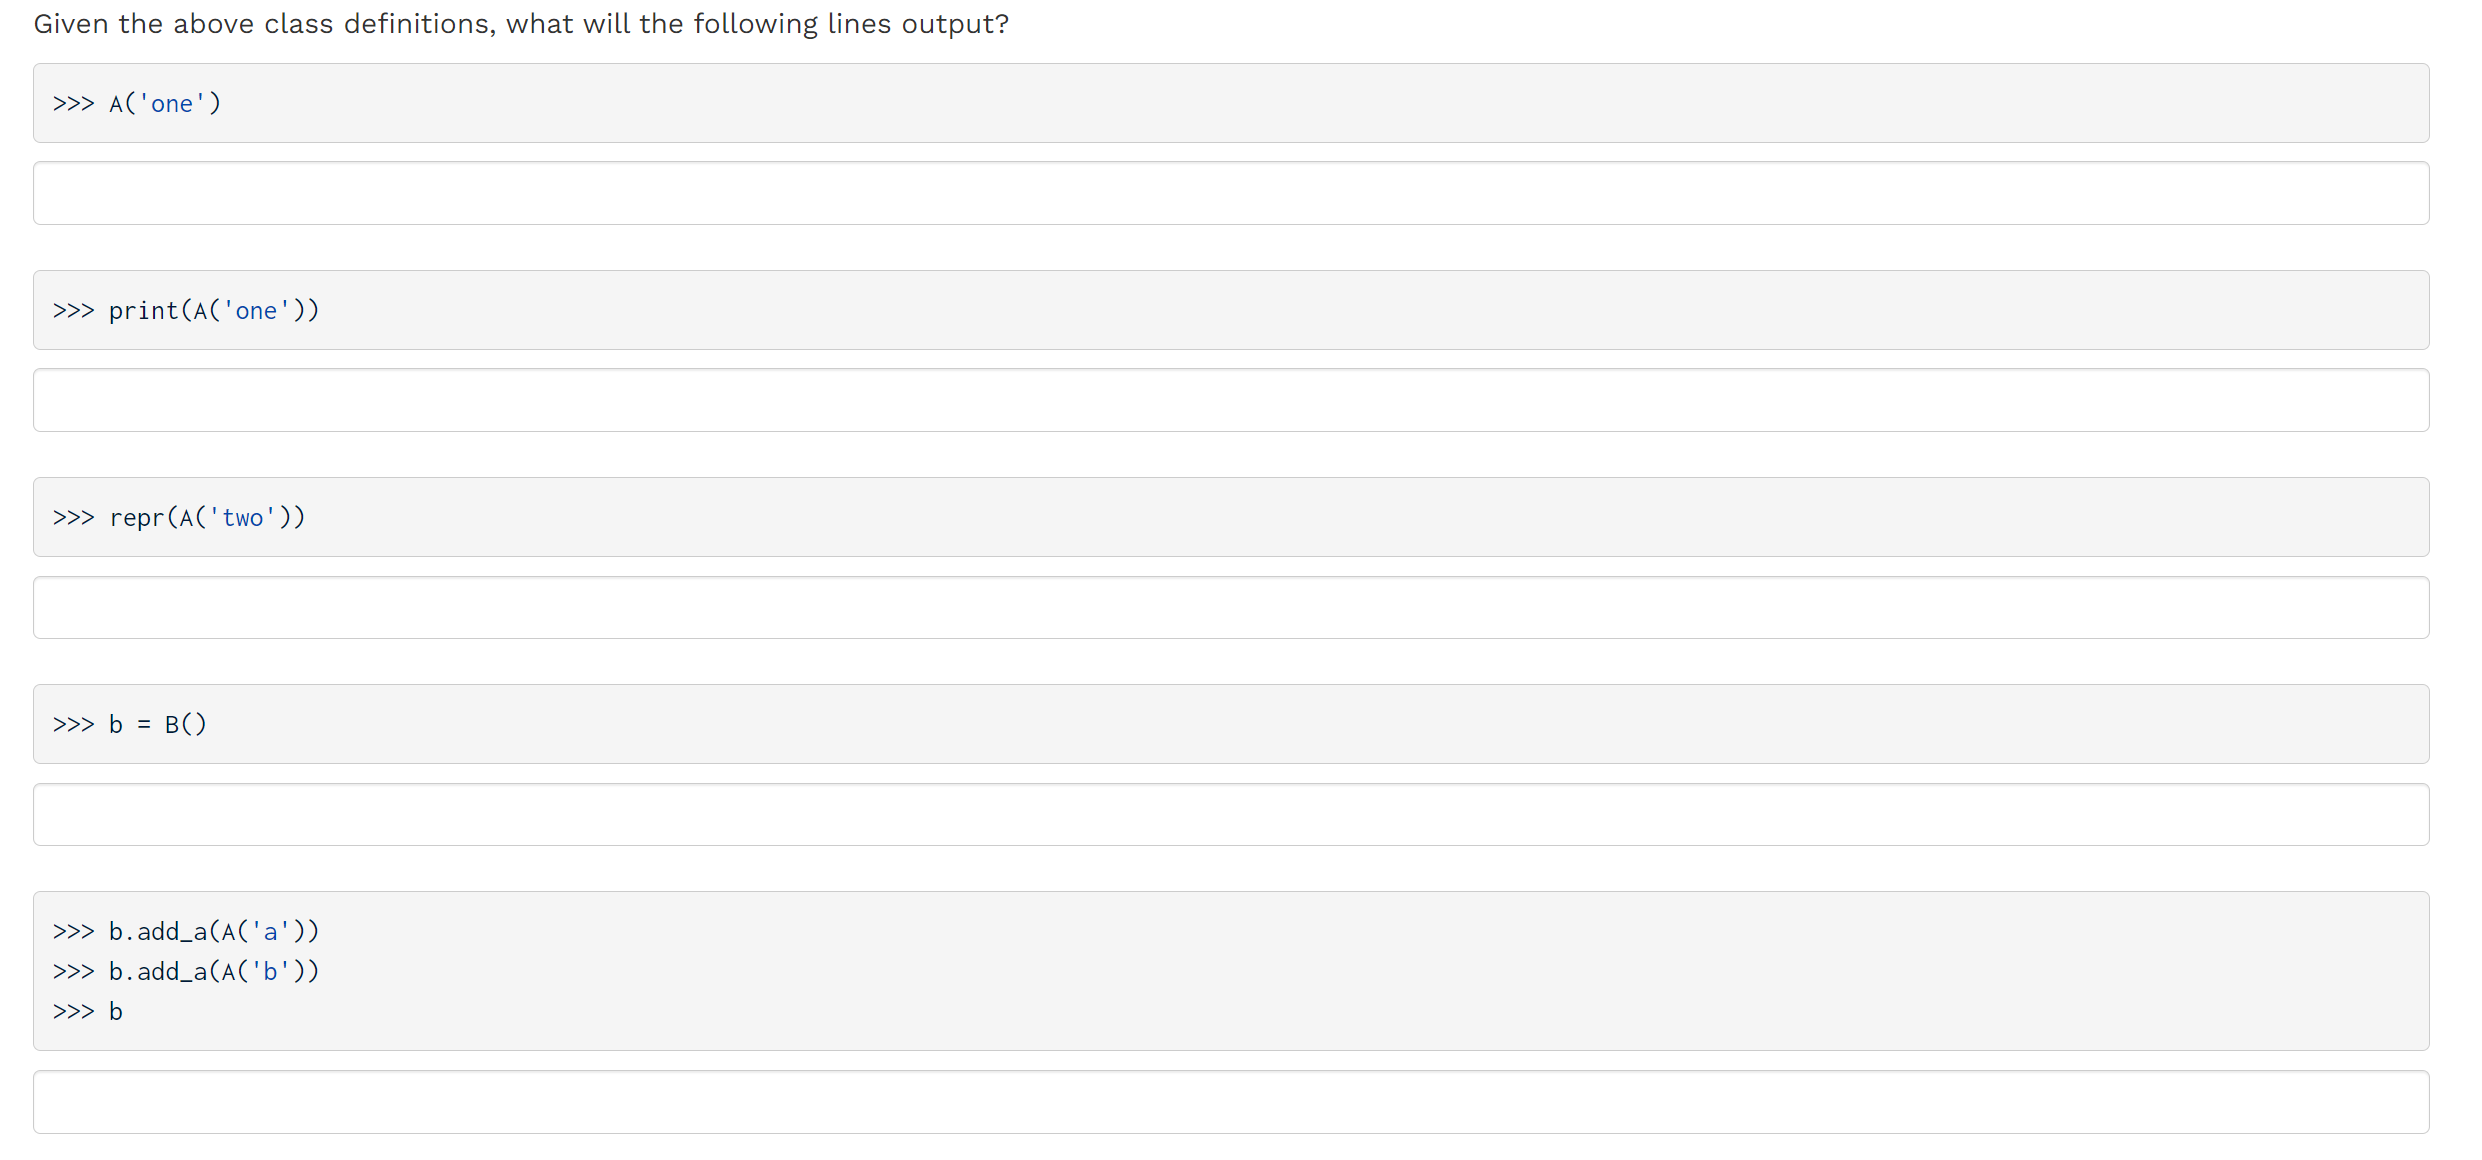 Given the above class definitions, what will the following lines output?
>>> A('one')
>>> print(A('one'))
>>> repr(A('two'))
>>> b = B()
>>> b.add_a(A('a'))
>>> b.add_a(A('b'))
>>> b